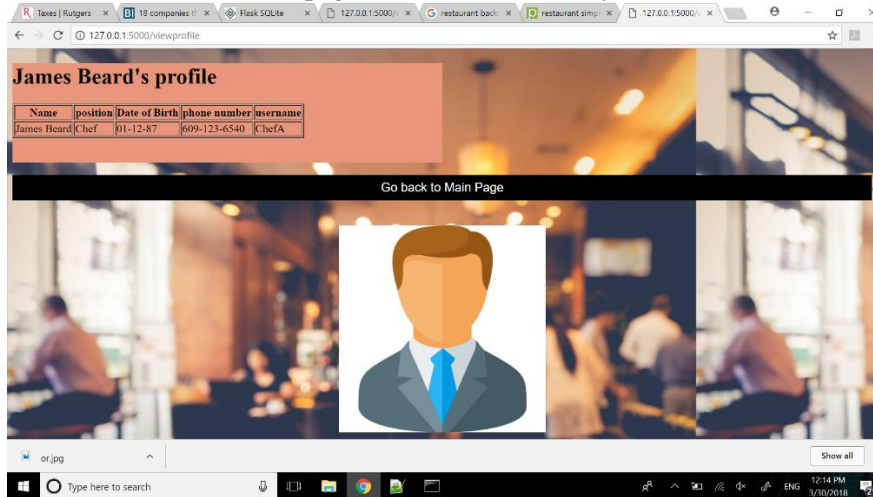 Taxes | Rutgers
18 companies th
Flask SQLite
127.0.0.1:5000/
restaurant back
restaurant simp
127.0.0.1:5000/
127.0.0.1:5000/viewprofile
James Beard's profile
Name position Date of Birth phone number username
James Beard Chef 01-12-87 609-123-6540 ChefA
Go back to Main Page
or.jpg
Show all
Type here to search
ENG
12:14 PM
3/30/2018